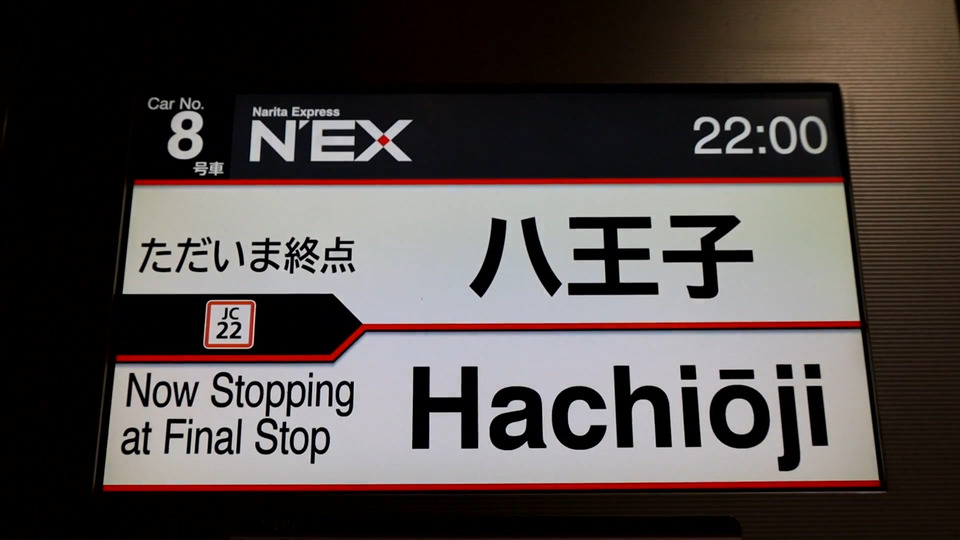 Car No.
8
号車
Narita Express
N'EX
22:00
ただいま終点
八王子
JC
22
Now Stopping
at Final Stop
Hachiōji